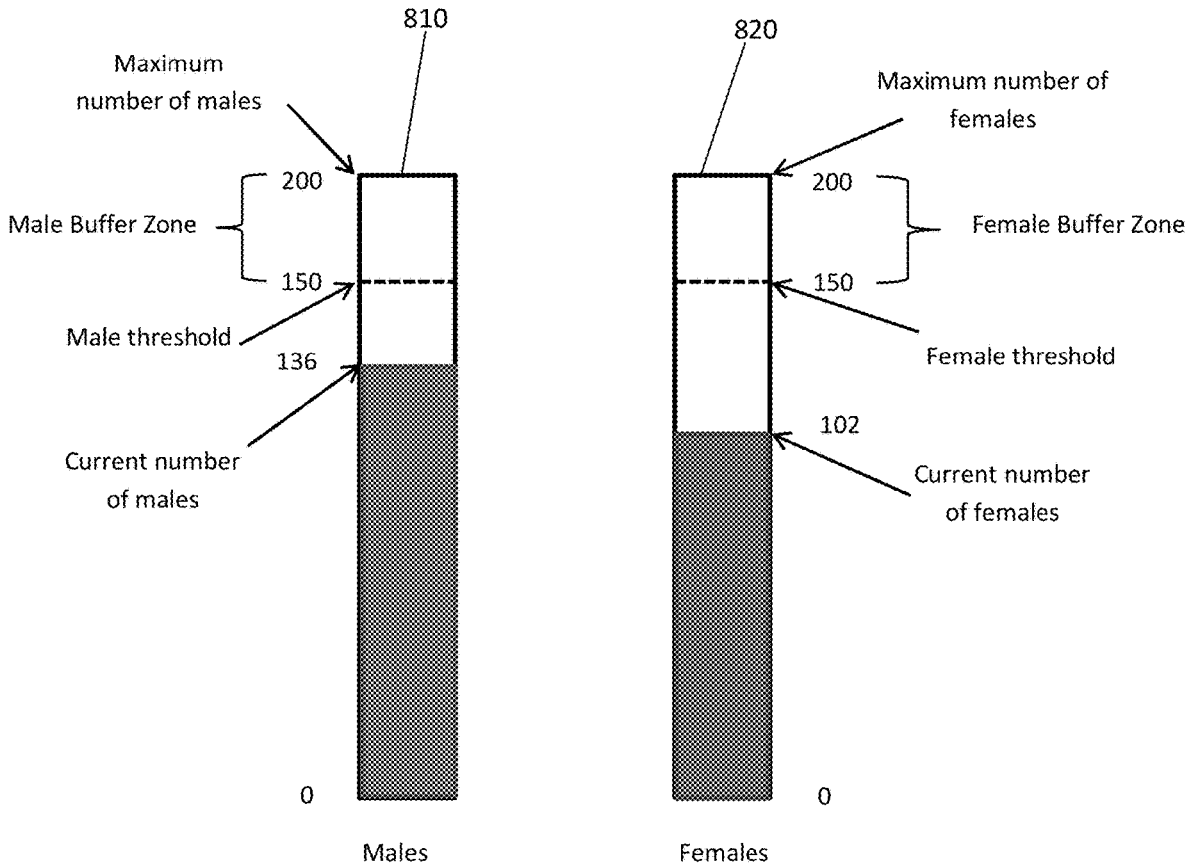 810
820
Maximum
number of males
Maximum number of
females
200
200
Male Buffer Zone
Female Buffer Zone
150
150
Male threshold
Female threshold
136
102
Current number
of males
Current number
of females
0
0
Males
Females